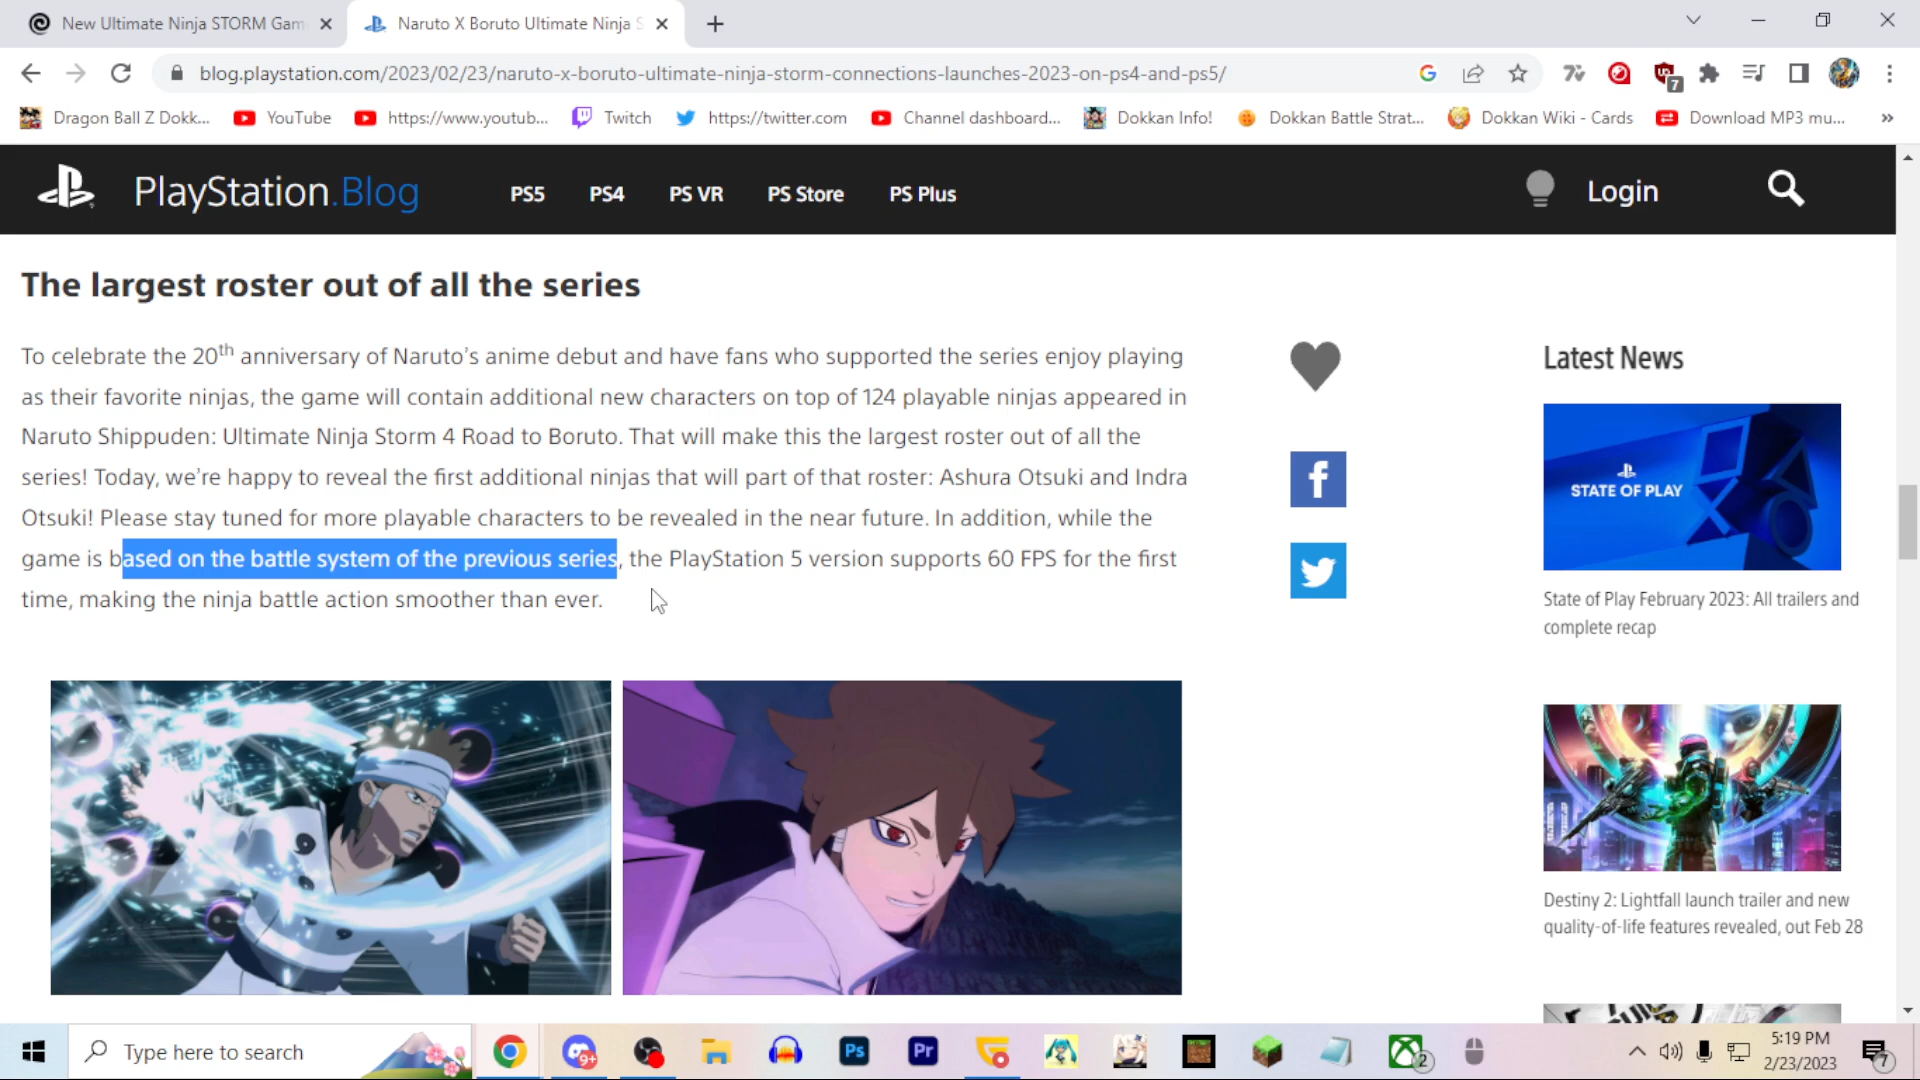 New Ultimate Ninja STORM Gam
Naruto X Boruto Ultimate Ninja S
blog.playstation.com/2023/02/23/naruto-x-boruto-ultimate-ninja-storm-connections-launches-2023-on-ps4-and-ps5/
7
Dragon Ball Z Dokk...
YouTube
https://www.youtub...
Twitch
https://twitter.com
Channel dashboard...
Dokkan Info!
Dokkan Battle Strat...
Dokkan Wiki - Cards
Download MP3 mu...
»
PlayStation.Blog
PS5
PS4
PS VR
PS Store
PS Plus
Login
The largest roster out of all the series
To celebrate the 20th anniversary of Naruto's anime debut and have fans who supported the series enjoy playing
as their favorite ninjas, the game will contain additional new characters on top of 124 playable ninjas appeared in
Naruto Shippuden: Ultimate Ninja Storm 4 Road to Boruto. That will make this the largest roster out of all the
series! Today, we're happy to reveal the first additional ninjas that will part of that roster: Ashura Otsuki and Indra
Otsuki! Please stay tuned for more playable characters to be revealed in the near future. In addition, while the
game is based on the battle system of the previous series, the PlayStation 5 version supports 60 FPS for the first
time, making the ninja battle action smoother than ever.
Latest News
STATE OF PLAY
State of Play February 2023: All trailers and
complete recap
Destiny 2: Lightfall launch trailer and new
quality-of-life features revealed, out Feb 28
Type here to search
9+
Ps
Pr
2
5:19 PM
2/23/2023
7